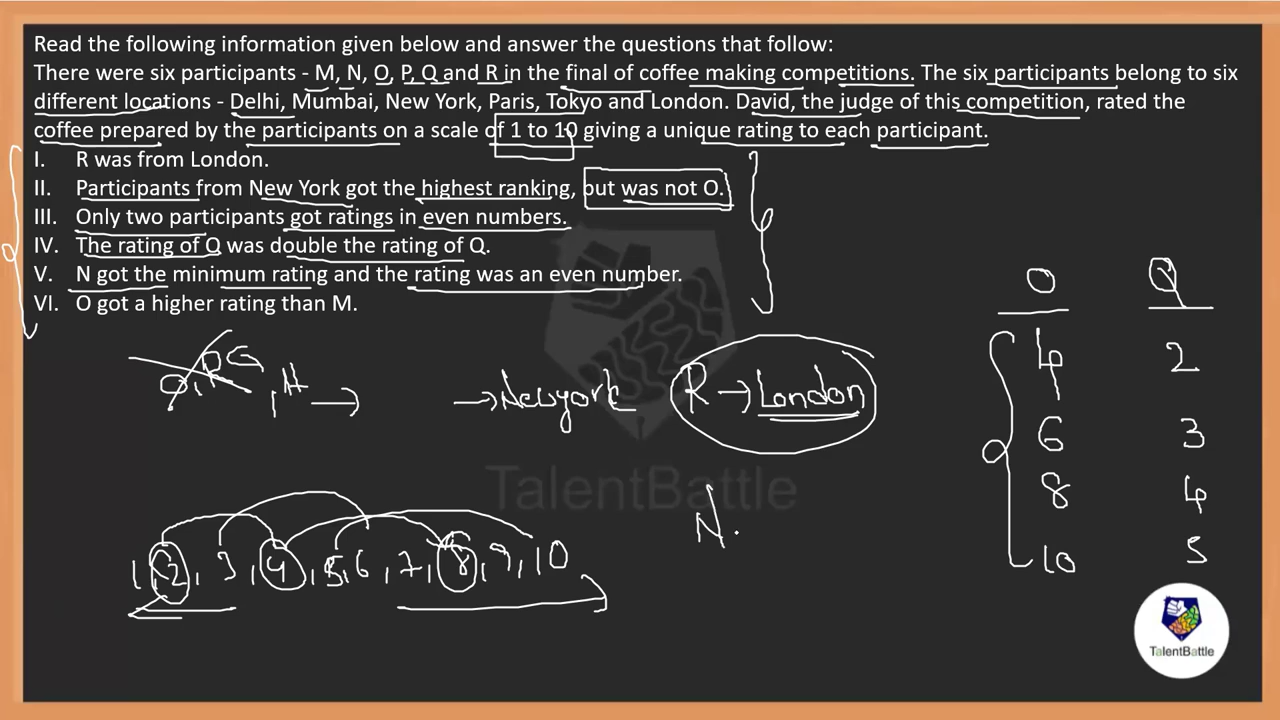 Read the following information given below and answer the questions that follow:
There were six participants - M, N, O, P, Q and R in the final of coffee making competitions. The six participants belong to six
different locations - Delhi, Mumbai, New York, Paris, Tokyo and London. David, the judge of this competition, rated the
coffee prepared by the participants on a scale of 1 to 10 giving a unique rating to each participant.
I. R was from London.
II. Participants from New York got the highest ranking, but was not O.
III. Only two participants got ratings in even numbers.
IV. The rating of Q was double the rating of Q.
V. N got the minimum rating and the rating was an even number.
VI. O got a higher rating than M.
O Q
4 2
→ Newyork R → London
6 3
8 4
TalentBattle
N.
1, 2, 3, 4, 5, 6, 7, 8, 9, 10
10 5
TalentBattle